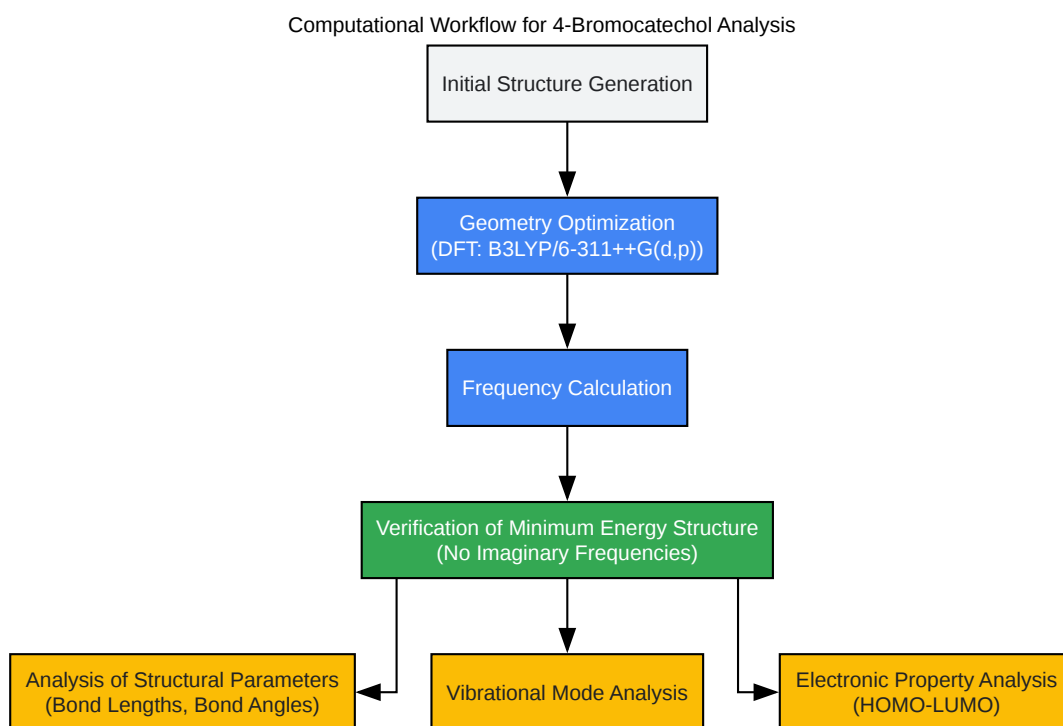 Computational Workflow for 4-Bromocatechol Analysis
Initial Structure Generation
Geometry Optimization
(DFT: B3LYP/6-311++G(d,p))
Frequency Calculation
Verification of Minimum Energy Structure
(No Imaginary Frequencies)
Analysis of Structural Parameters
(Bond Lengths, Bond Angles)
Vibrational Mode Analysis
Electronic Property Analysis
(HOMO-LUMO)